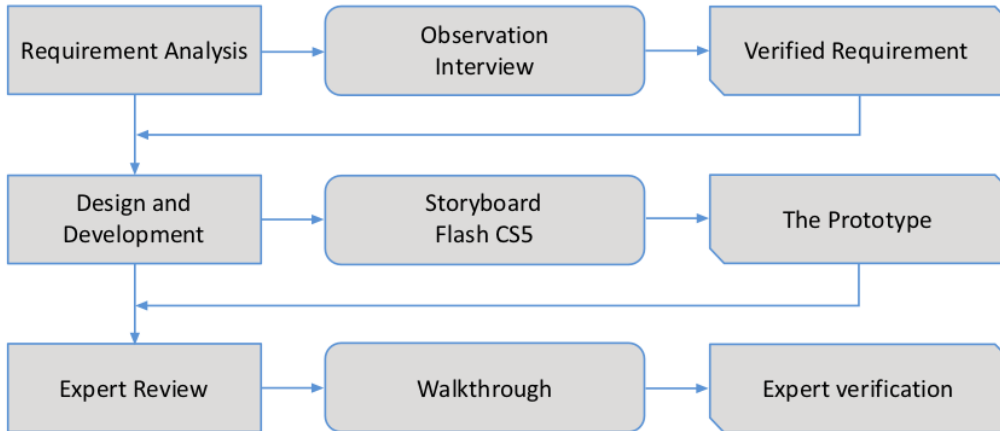 Requirement Analysis
Observation
Interview
Verified Requirement
Design and
Development
Storyboard
Flash CS5
The Prototype
Expert Review
Walkthrough
Expert verification